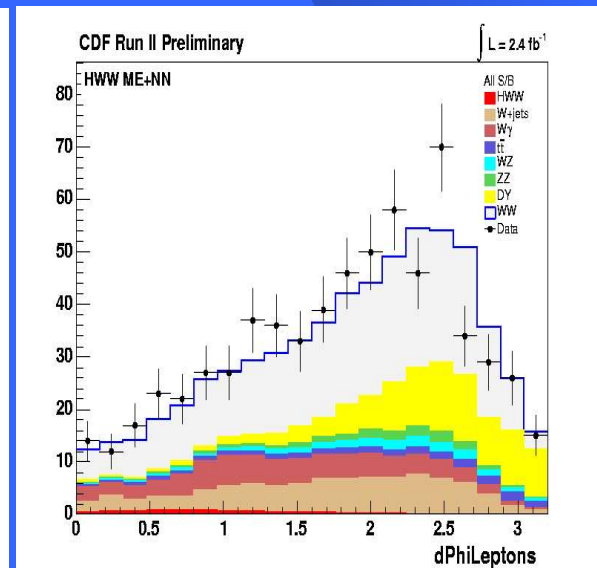 CDF Run II Preliminary
∫ L = 2.4 fb⁻¹
HWW ME+NN
All S/B
HWW
W+jets
Wγ
tt̄
WZ
ZZ
DY
WW
Data
80
70
60
50
40
30
20
10
0
0 0.5 1 1.5 2 2.5 3
dPhiLeptons